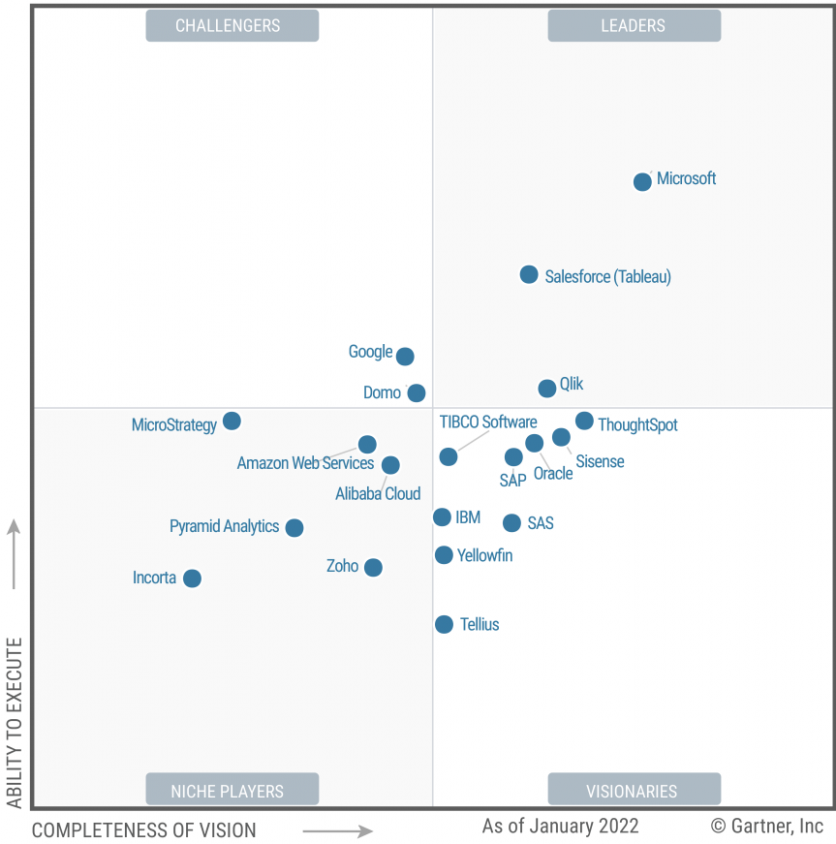 CHALLENGERS
LEADERS
Microsoft
Salesforce (Tableau)
Google
Domo
Qlik
MicroStrategy
TIBCO Software
ThoughtSpot
Amazon Web Services
Sisense
Oracle
SAP
Alibaba Cloud
IBM
SAS
Pyramid Analytics
Yellowfin
Zoho
Incorta
Tellius
ABILITY TO EXECUTE
NICHE PLAYERS
VISIONARIES
COMPLETENESS OF VISION
As of January 2022
© Gartner, Inc